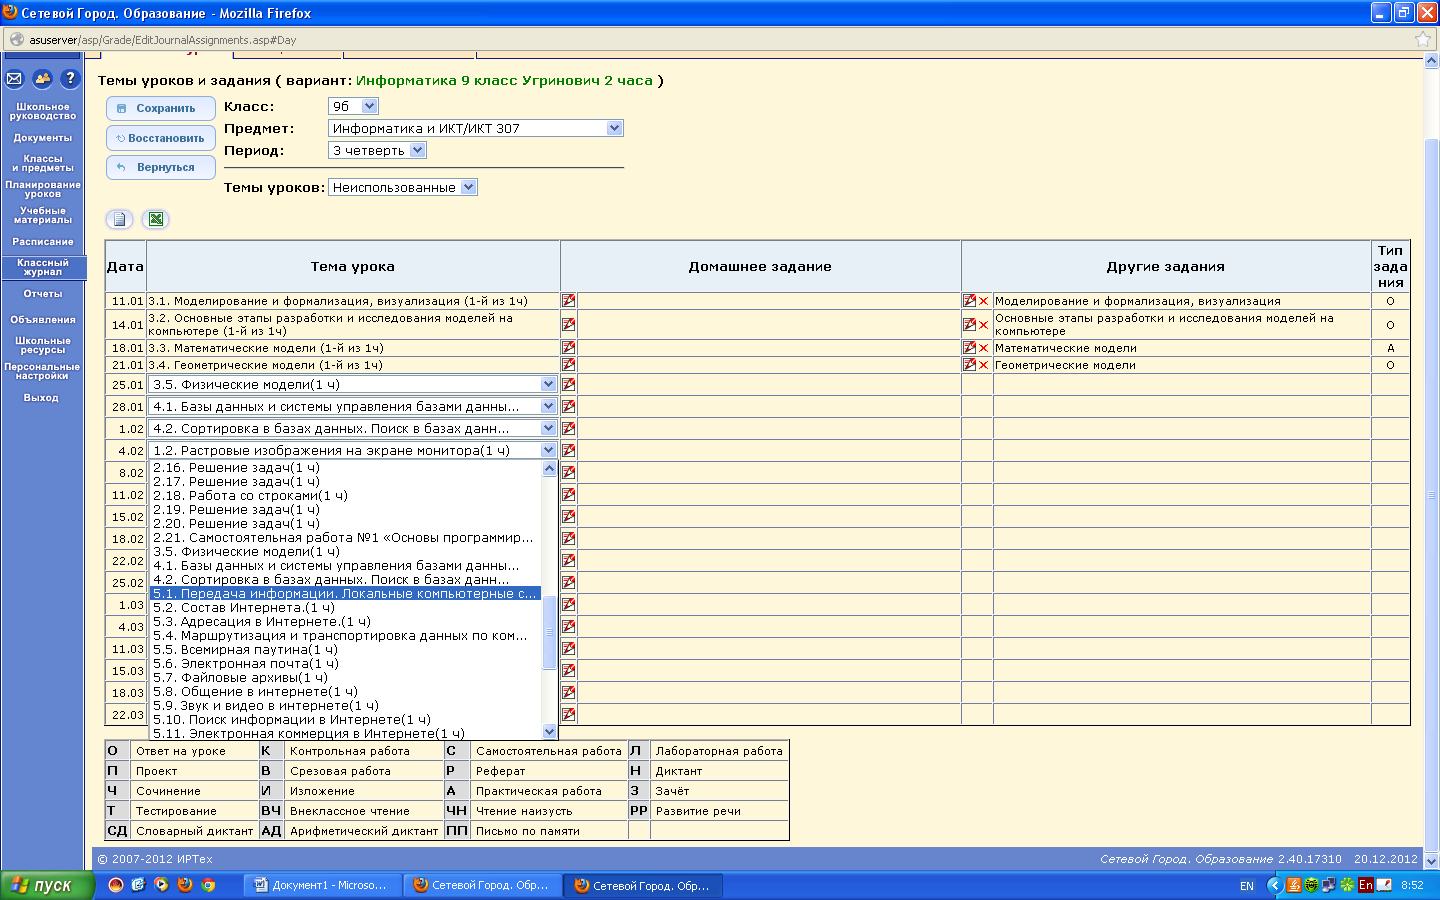 Сетевой Город. Образование - Mozilla Firefox
asuserver/asp/Grade/EditJournalAssignments.asp#Day
Темы уроков и задания ( вариант: Информатика 9 класс Угринович 2 часа )
Сохранить
Восстановить
Вернуться
Класс: 9б
Предмет: Информатика и ИКТ/ИКТ 307
Период: 3 четверть
Темы уроков: Неиспользованные
Школьное
руководство
Документы
Классы
и предметы
Планирование
уроков
Учебные
материалы
Расписание
Классный
журнал
Отчеты
Объявления
Школьные
ресурсы
Персональные
настройки
Выход
Дата Тема урока Домашнее задание Другие задания Тип зада ния
11.01 3.1. Моделирование и формализация, визуализация (1-й из 1ч) Моделирование и формализация, визуализация О
14.01 3.2. Основные этапы разработки и исследования моделей на компьютере (1-й из 1ч) Основные этапы разработки и исследования моделей на компьютере О
18.01 3.3. Математические модели (1-й из 1ч) Математические модели А
21.01 3.4. Геометрические модели (1-й из 1ч) Геометрические модели О
25.01 3.5. Физические модели(1 ч)
28.01 4.1. Базы данных и системы управления базами данны...
1.02 4.2. Сортировка в базах данных. Поиск в базах данн...
4.02 1.2. Растровые изображения на экране монитора(1 ч)
8.02
11.02
15.02
18.02
22.02
25.02
1.03
4.03
11.03
15.03
18.03
22.03
2.16. Решение задач(1 ч)
2.17. Решение задач(1 ч)
2.18. Работа со строками(1 ч)
2.19. Решение задач(1 ч)
2.20. Решение задач(1 ч)
2.21. Самостоятельная работа №1 «Основы программир...
3.5. Физические модели(1 ч)
4.1. Базы данных и системы управления базами данны...
4.2. Сортировка в базах данных. Поиск в базах данн...
5.1. Передача информации. Локальные компьютерные с...
5.2. Состав Интернета.(1 ч)
5.3. Адресация в Интернете.(1 ч)
5.4. Маршрутизация и транспортировка данных по ком...
5.5. Всемирная паутина(1 ч)
5.6. Электронная почта(1 ч)
5.7. Файловые архивы(1 ч)
5.8. Общение в интернете(1 ч)
5.9. Звук и видео в интернете(1 ч)
5.10. Поиск информации в Интернете(1 ч)
5.11. Электронная коммерция в Интернете(1 ч)
О Ответ на уроке К Контрольная работа С Самостоятельная работа Л Лабораторная работа
П Проект В Срезовая работа Р Реферат Н Диктант
Ч Сочинение И Изложение А Практическая работа З Зачёт
Т Тестирование ВЧ Внеклассное чтение ЧН Чтение наизусть РР Развитие речи
СД Словарный диктант АД Арифметический диктант ПП Письмо по памяти
© 2007-2012 ИРТех Сетевой Город. Образование 2.40.17310 20.12.2012
пуск Документ1 - Microso... Сетевой Город. Обр... Сетевой Город. Обр... EN En 8:52